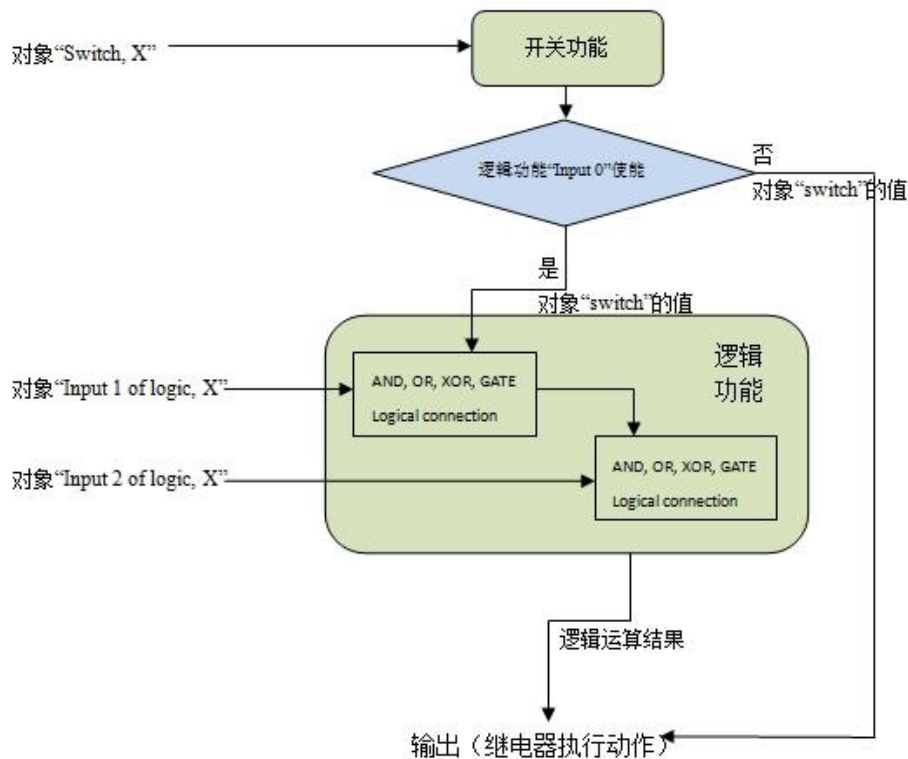 对象“Switch, X”
开关功能
逻辑功能“Input 0”使能
否
对象“switch”的值
是
对象“switch”的值
逻辑
功能
对象“Input 1 of logic, X”
AND, OR, XOR, GATE
Logical connection
对象“Input 2 of logic, X”
AND, OR, XOR, GATE
Logical connection
逻辑运算结果
输出（继电器执行动作）